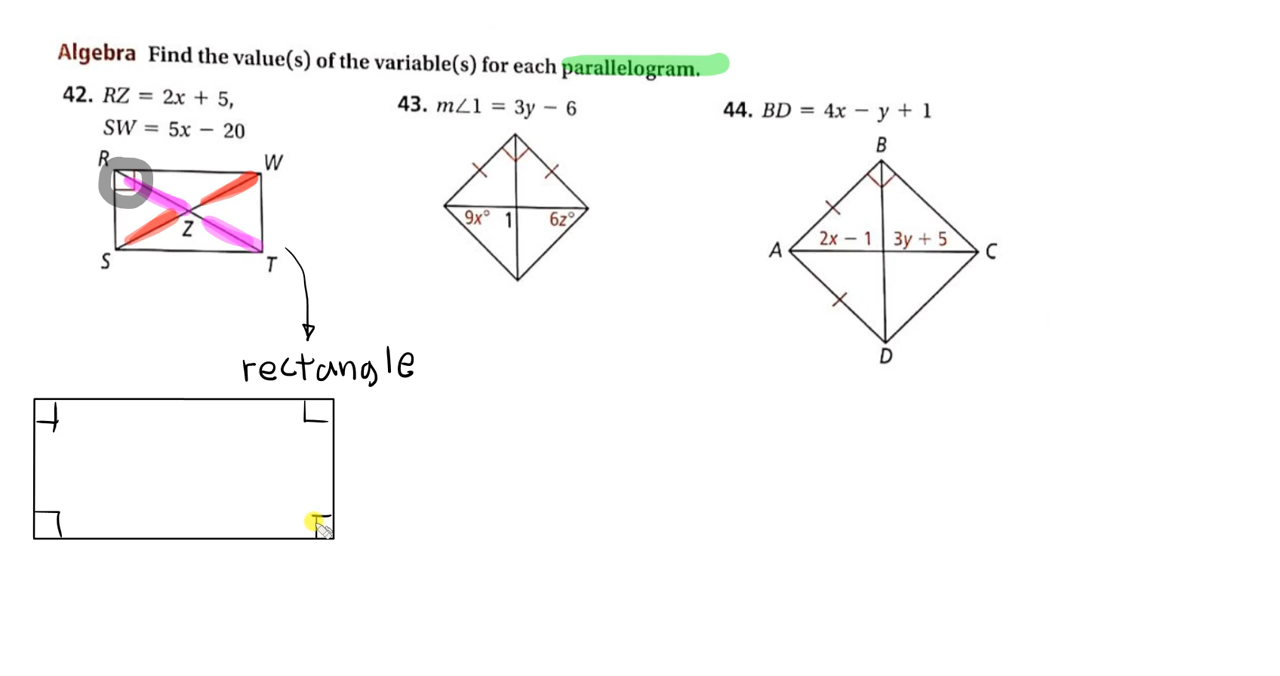 Algebra Find the value(s) of the variable(s) for each parallelogram.
42. RZ = 2x + 5,
SW = 5x − 20
43. m∠1 = 3y − 6
44. BD = 4x − y + 1
R
W
Z
S
T
9x° 1 6z°
B
A
2x − 1 3y + 5
C
D
rectangle